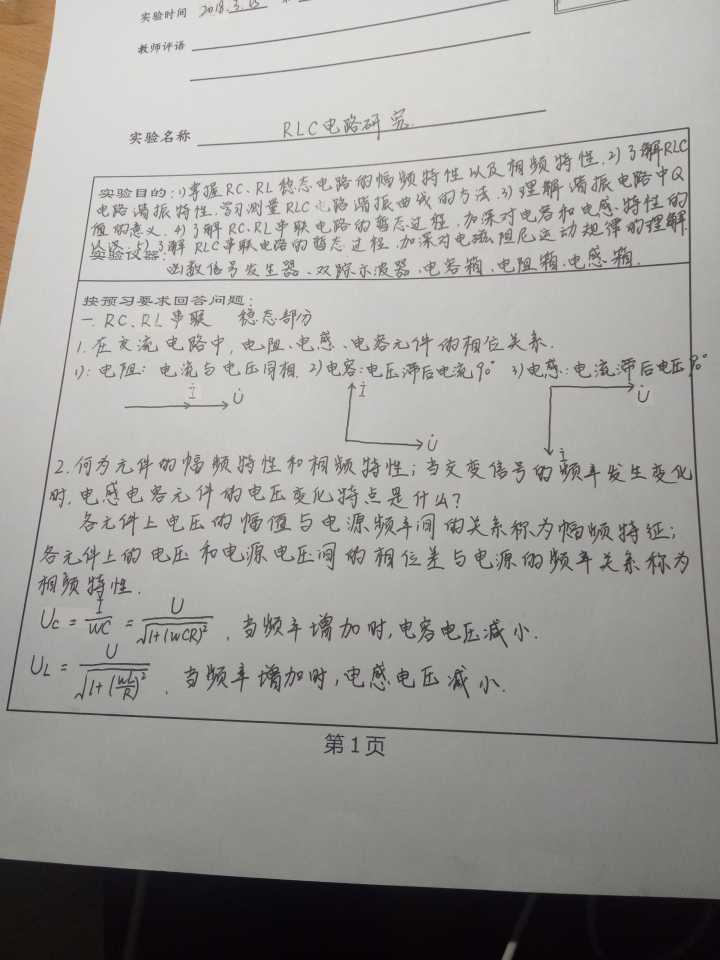 实验时间 2018.3.15
教师评语
实验名称 RLC电路研究
实验目的:1)掌握RC、RL稳态电路的幅频特性以及相频特性.2)了解RLC
电路谐振特性.学习测量RLC电路谐振曲线的方法.3)理解谐振电路中Q
值的意义.4)了解RC、RL串联电路的暂态过程,加深对电容和电感特性的
认识.5)了解RLC串联电路的暂态过程.加深对电磁阻尼运动规律的理解.
实验仪器:
函数信号发生器、双踪示波器、电容箱、电阻箱、电感箱.
按预习要求回答问题:
一.RC、RL串联 稳态部分
1.在交流电路中,电阻、电感、电容元件的相位关系.
1):电阻:电流与电压同相.2)电容:电压滞后电流90° 3)电感:电流滞后电压90°
İ U̇ İ U̇ U̇ İ
2.何为元件的幅频特性和相频特性;当交变信号的频率发生变化
时,电感电容元件的电压变化特点是什么?
各元件上电压的幅值与电源频率间的关系称为幅频特征;
各元件上的电压和电源电压间的相位差与电源的频率关系称为
相频特性.
Uc = I/WC = U/√(1+(WCR)²) .当频率增加时,电容电压减小.
UL = U/√(1+(WL/R)²) .当频率增加时,电感电压减小.
第1页